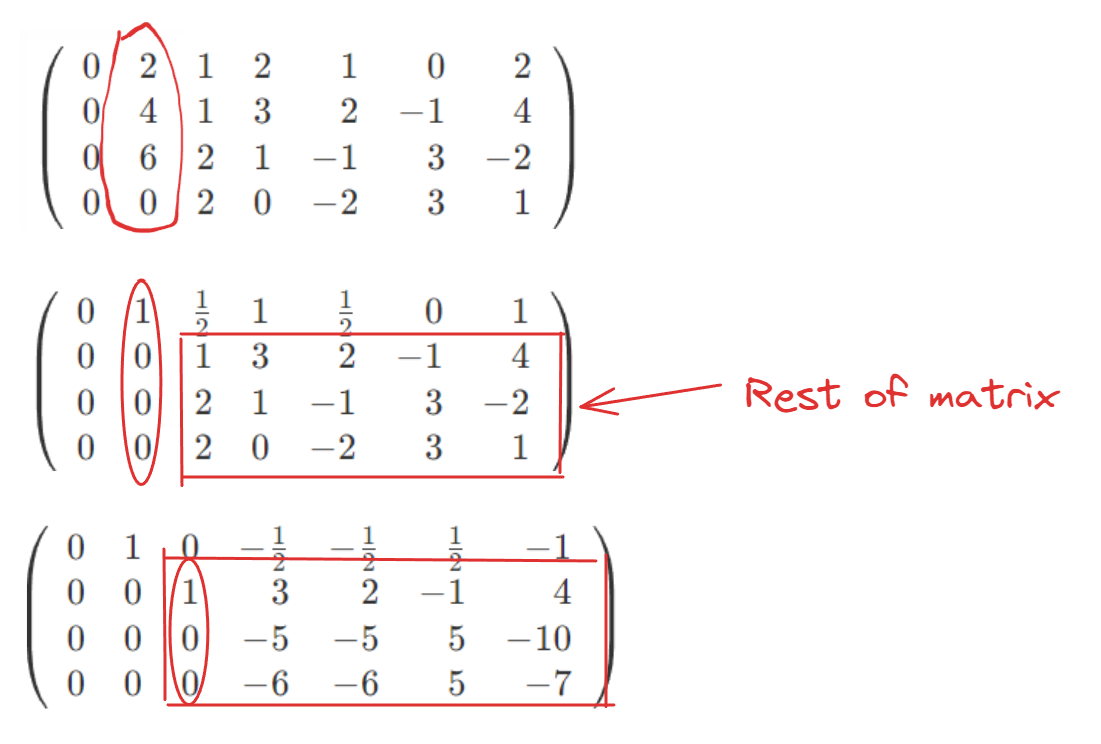 0 2 1 2 1 0 2
0 4 1 3 2 −1 4
0 6 2 1 −1 3 −2
0 0 2 0 −2 3 1
0 1 1/2 1 1/2 0 1
0 0 1 3 2 −1 4
0 0 2 1 −1 3 −2
0 0 2 0 −2 3 1
Rest of matrix
0 1 0 −1/2 −1/2 1/2 −1
0 0 1 3 2 −1 4
0 0 0 −5 −5 5 −10
0 0 0 −6 −6 5 −7